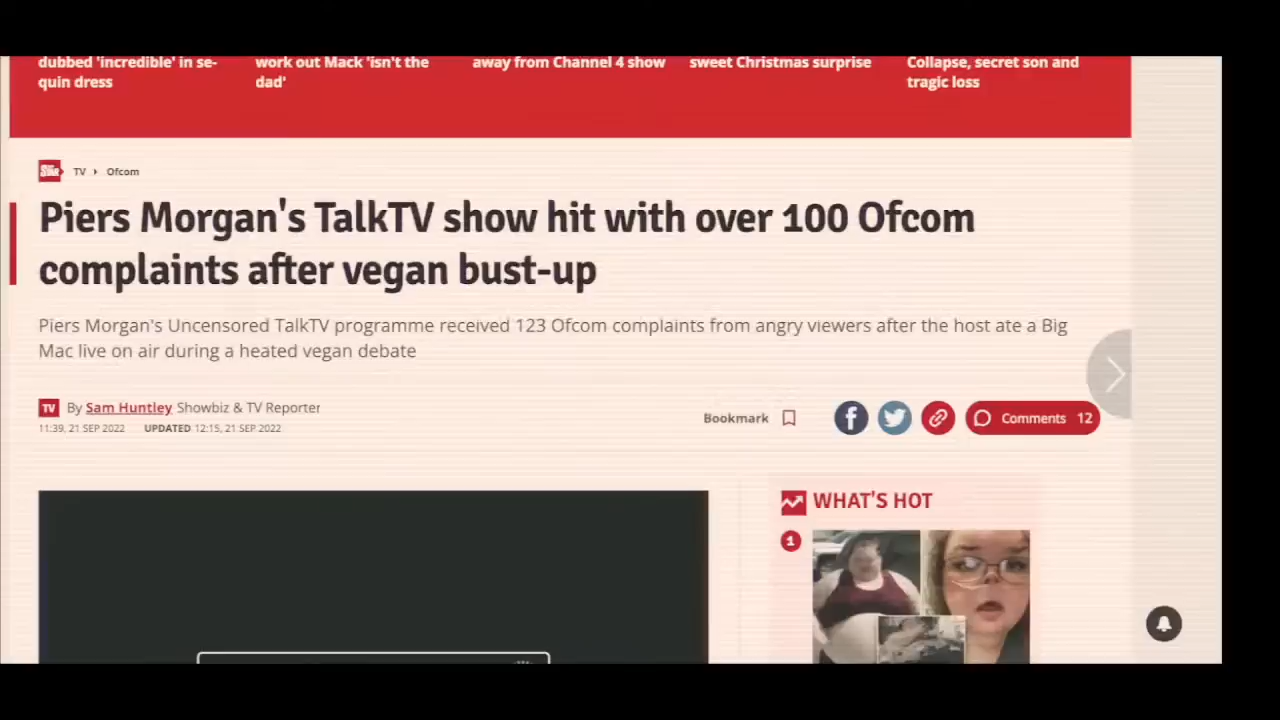 dubbed 'incredible' in se-
quin dress
work out Mack 'isn't the
dad'
away from Channel 4 show
sweet Christmas surprise
Collapse, secret son and
tragic loss
TV
Ofcom
Piers Morgan's TalkTV show hit with over 100 Ofcom
complaints after vegan bust-up
Piers Morgan's Uncensored TalkTV programme received 123 Ofcom complaints from angry viewers after the host ate a Big
Mac live on air during a heated vegan debate
TV By Sam Huntley Showbiz & TV Reporter
11:39, 21 SEP 2022 UPDATED 12:15, 21 SEP 2022
Bookmark
Comments 12
WHAT'S HOT
1